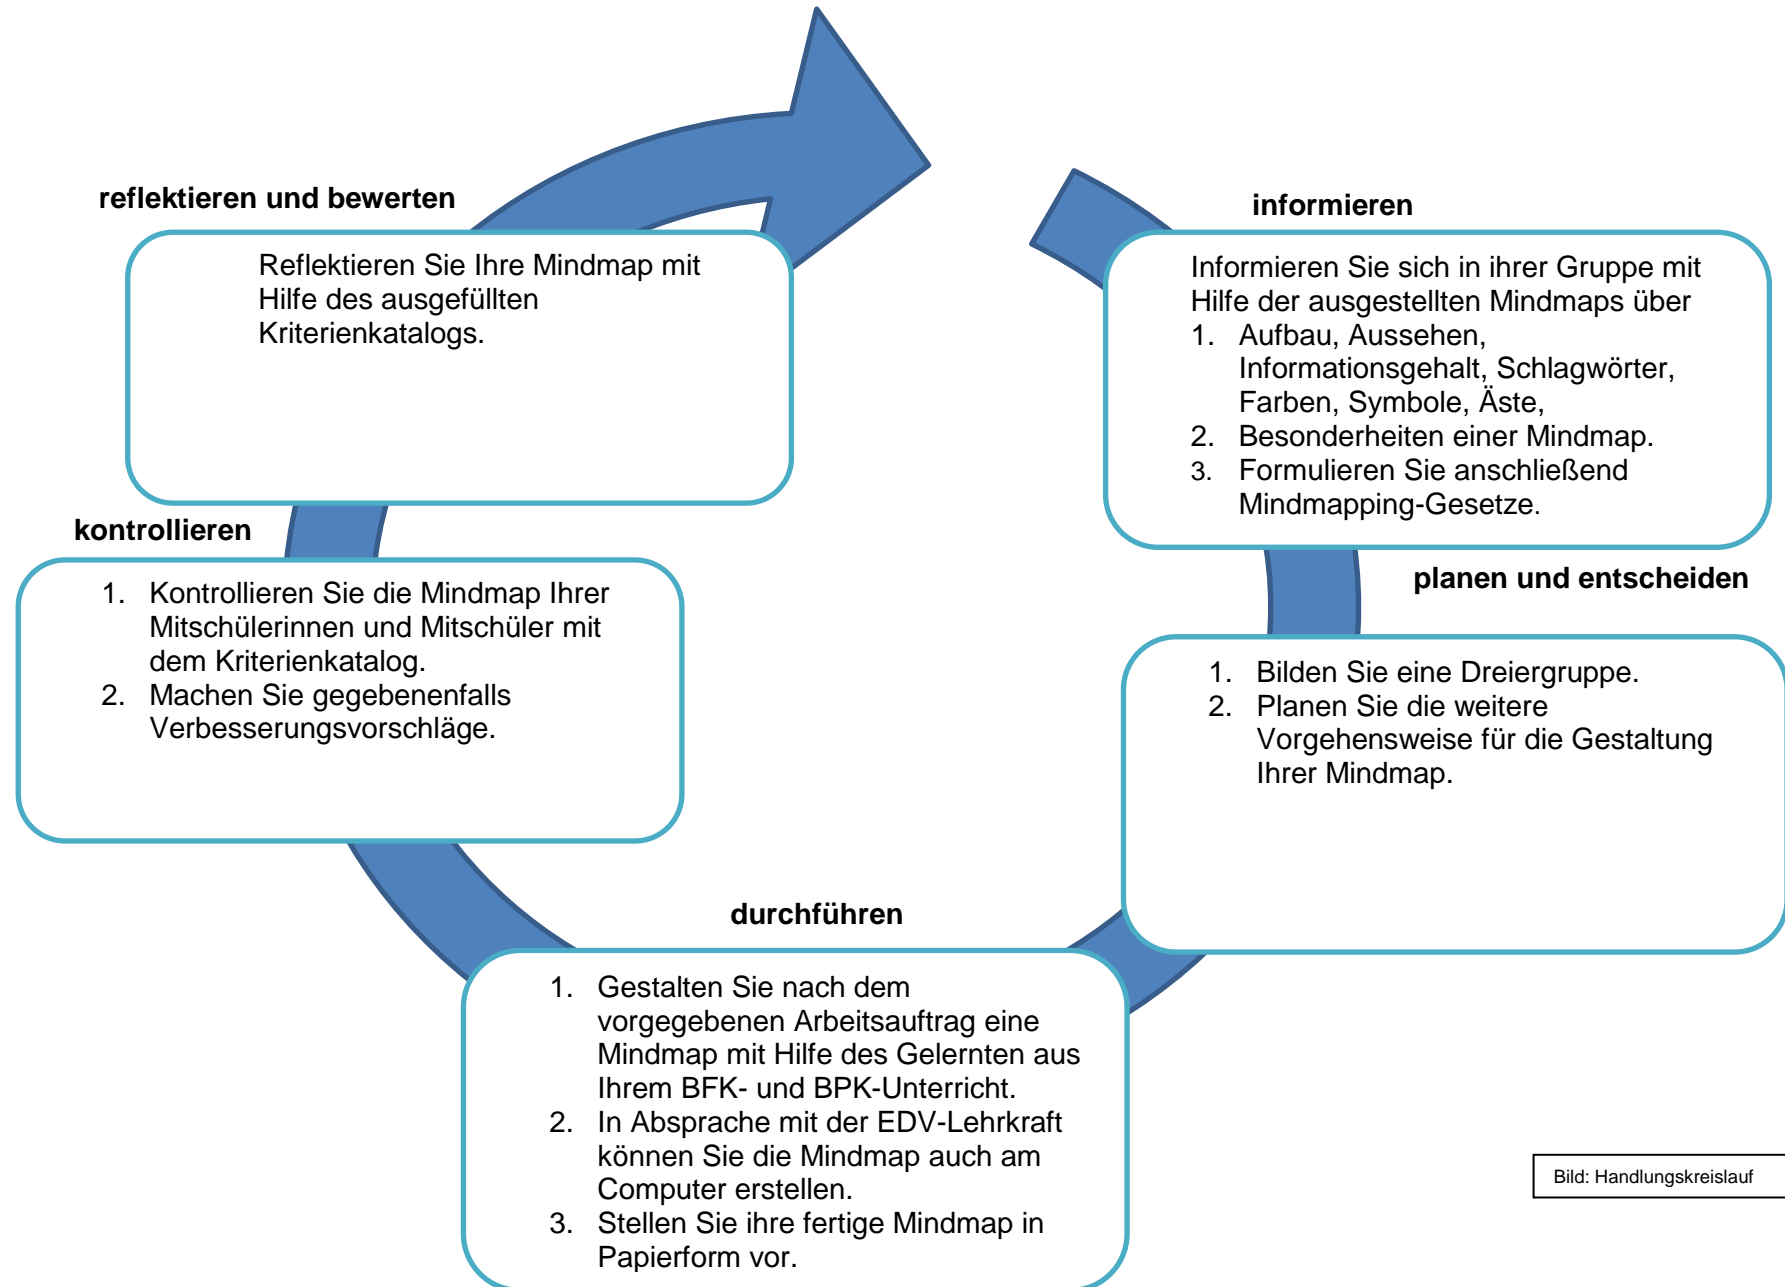 reflektieren und bewerten
Reflektieren Sie Ihre Mindmap mit
Hilfe des ausgefüllten
Kriterienkatalogs.
informieren
Informieren Sie sich in ihrer Gruppe mit
Hilfe der ausgestellten Mindmaps über
1. Aufbau, Aussehen,
Informationsgehalt, Schlagwörter,
Farben, Symbole, Äste,
2. Besonderheiten einer Mindmap.
3. Formulieren Sie anschließend
Mindmapping-Gesetze.
planen und entscheiden
1. Bilden Sie eine Dreiergruppe.
2. Planen Sie die weitere
Vorgehensweise für die Gestaltung
Ihrer Mindmap.
durchführen
1. Gestalten Sie nach dem
vorgegebenen Arbeitsauftrag eine
Mindmap mit Hilfe des Gelernten aus
Ihrem BFK- und BPK-Unterricht.
2. In Absprache mit der EDV-Lehrkraft
können Sie die Mindmap auch am
Computer erstellen.
3. Stellen Sie ihre fertige Mindmap in
Papierform vor.
kontrollieren
1. Kontrollieren Sie die Mindmap Ihrer
Mitschülerinnen und Mitschüler mit
dem Kriterienkatalog.
2. Machen Sie gegebenenfalls
Verbesserungsvorschläge.
Bild: Handlungskreislauf